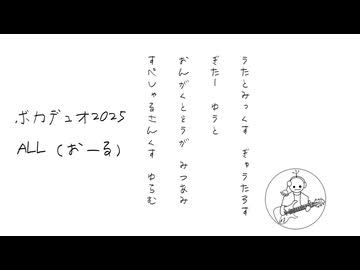 ボカデュオ2025
ALL (おーる)
うたとみっくす ぎゅうたろす
ぎたー ゆうと
おんがくとどうが みつあみ
すぺしゃるさんくす ゆらむ